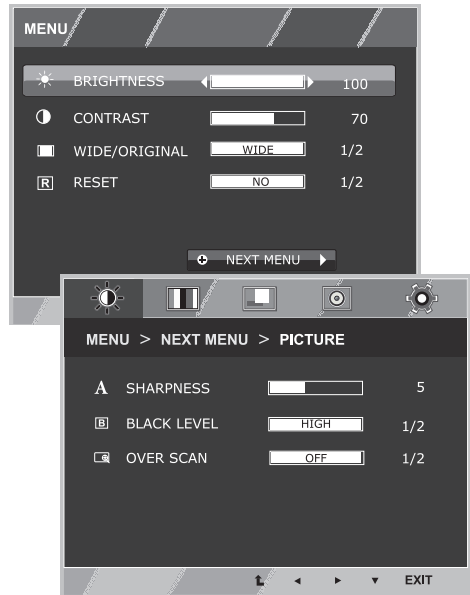 MENU
BRIGHTNESS 100
CONTRAST 70
WIDE/ORIGINAL WIDE 1/2
R RESET NO 1/2
NEXT MENU
MENU > NEXT MENU > PICTURE
A SHARPNESS 5
B BLACK LEVEL HIGH 1/2
OVER SCAN OFF 1/2
EXIT